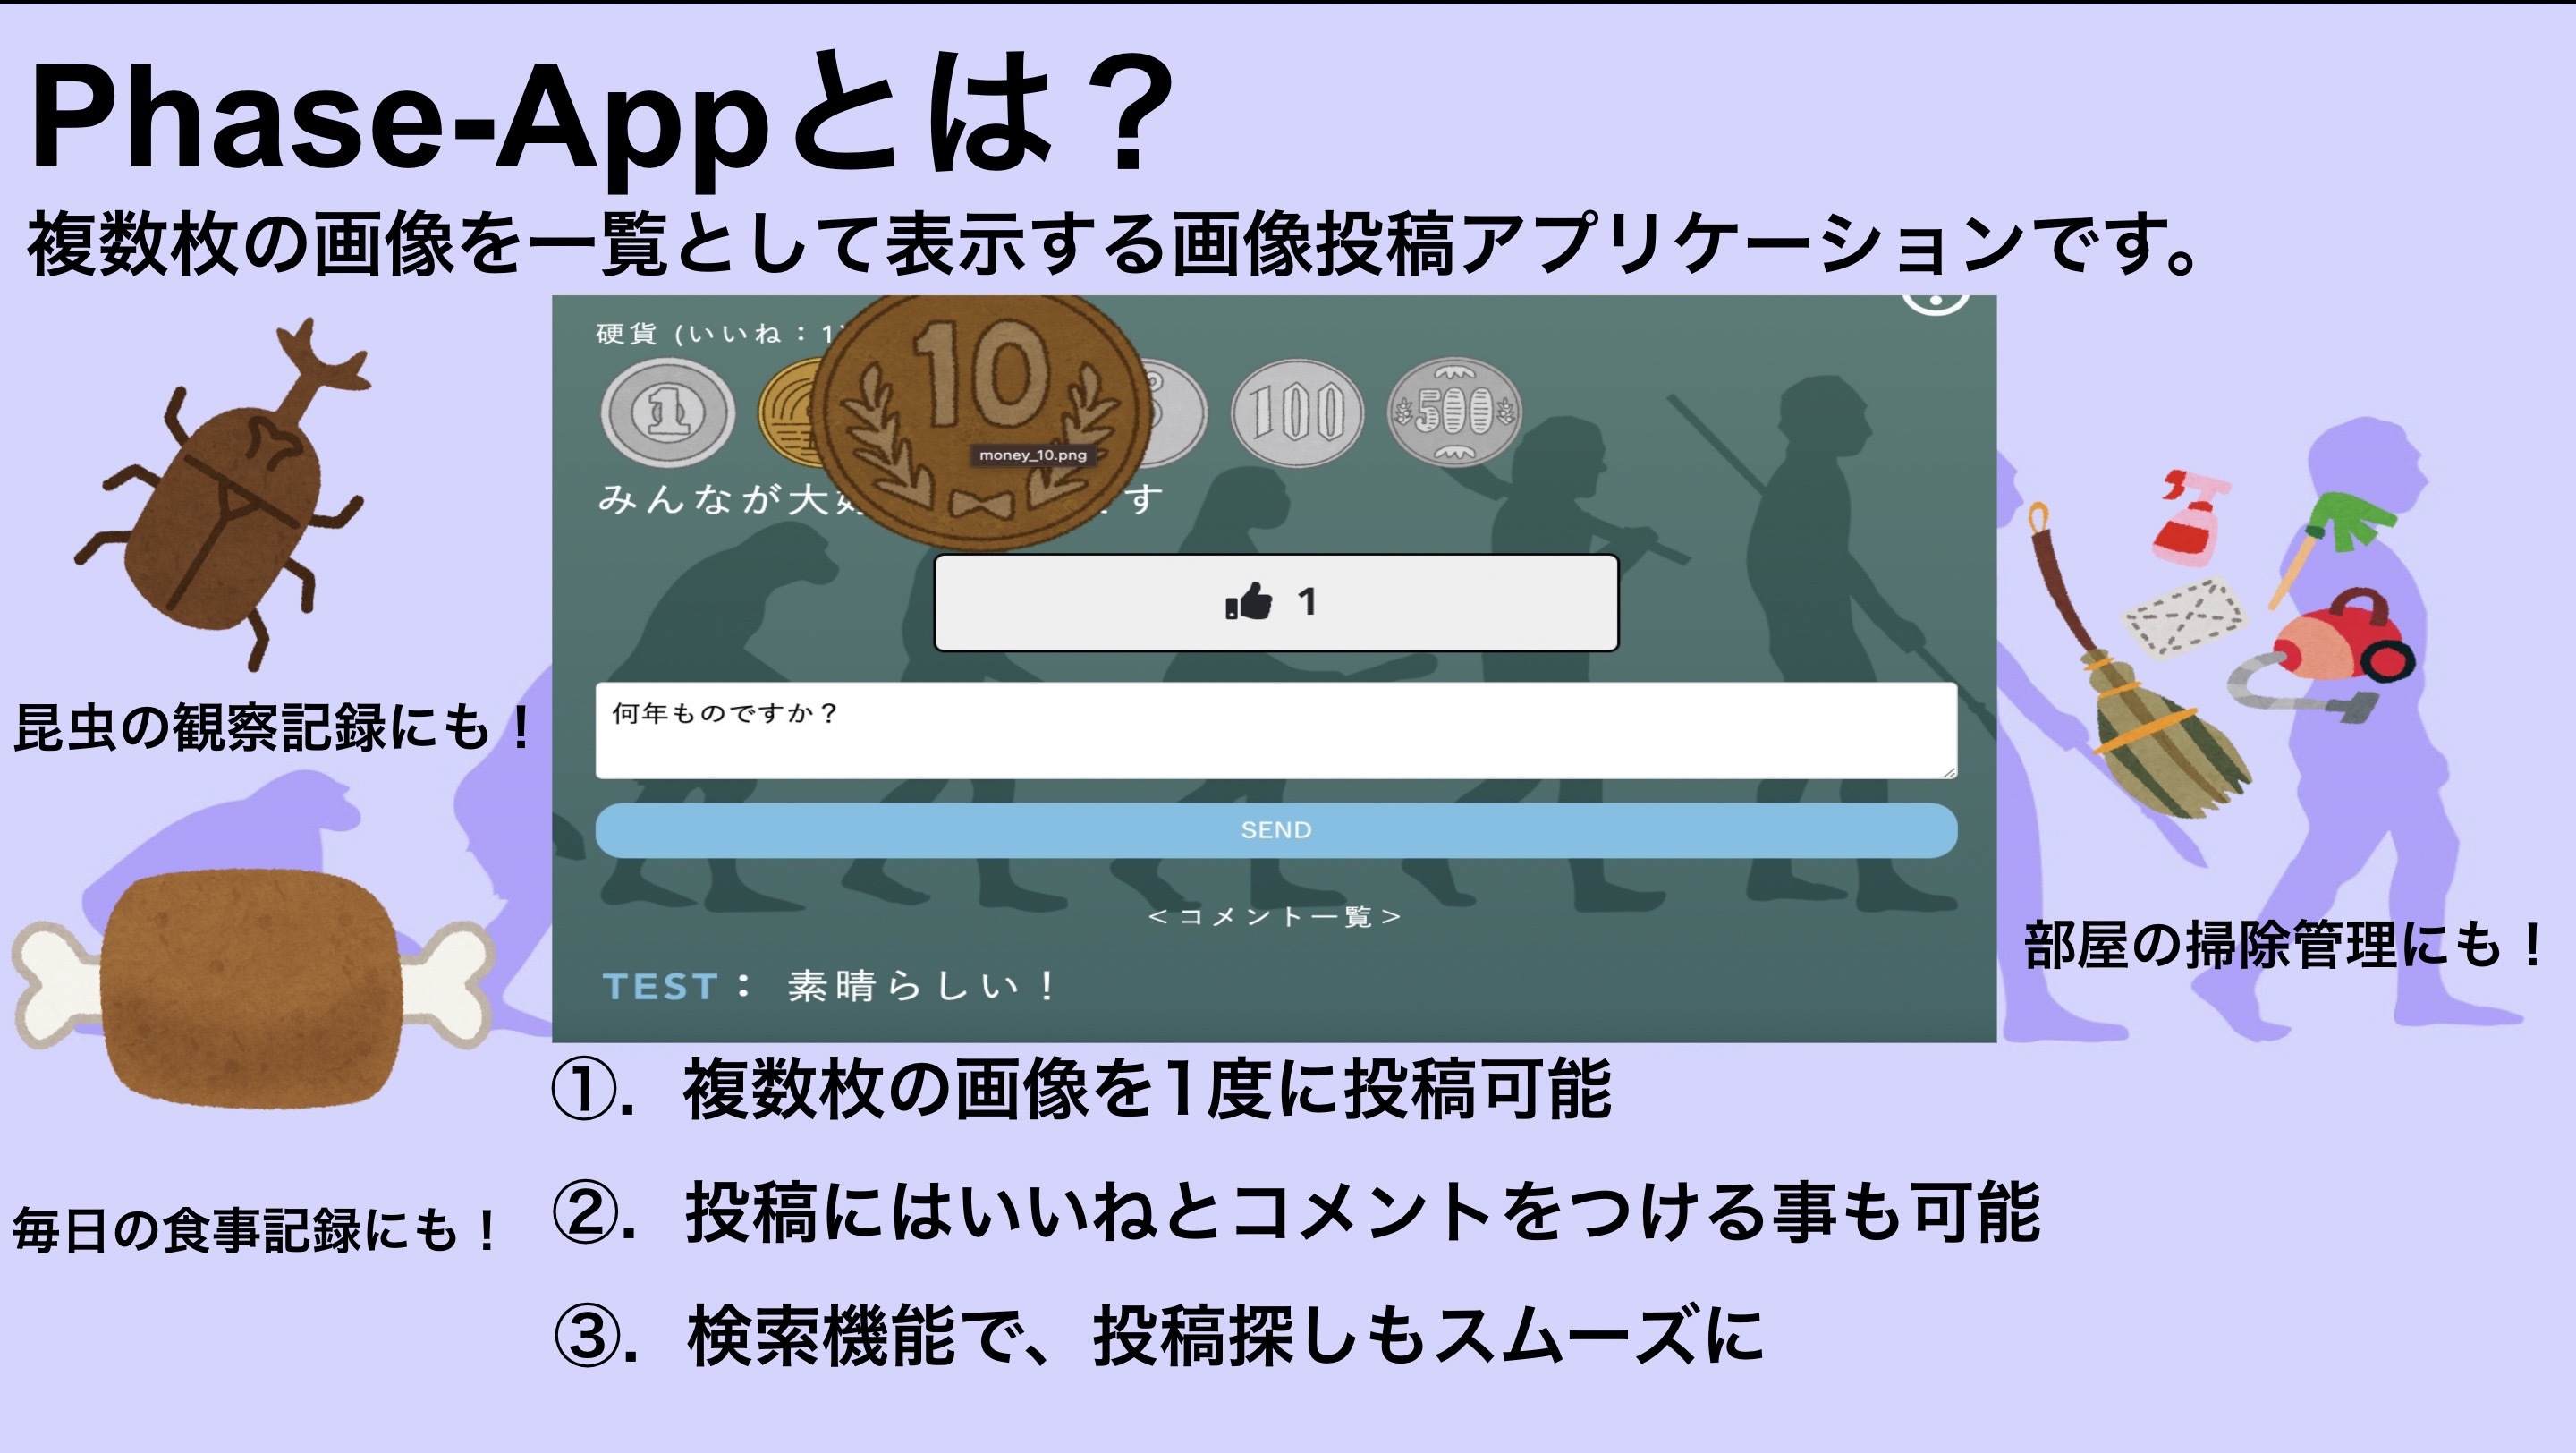 Phase-Appとは？
複数枚の画像を一覧として表示する画像投稿アプリケーションです。
硬貨 (いいね：1
1
10
100
500
money_10.png
みんなが大
す
1
何年ものですか？
SEND
<コメント一覧>
TEST： 素晴らしい！
昆虫の観察記録にも！
毎日の食事記録にも！
部屋の掃除管理にも！
①. 複数枚の画像を1度に投稿可能
②. 投稿にはいいねとコメントをつける事も可能
③. 検索機能で、投稿探しもスムーズに